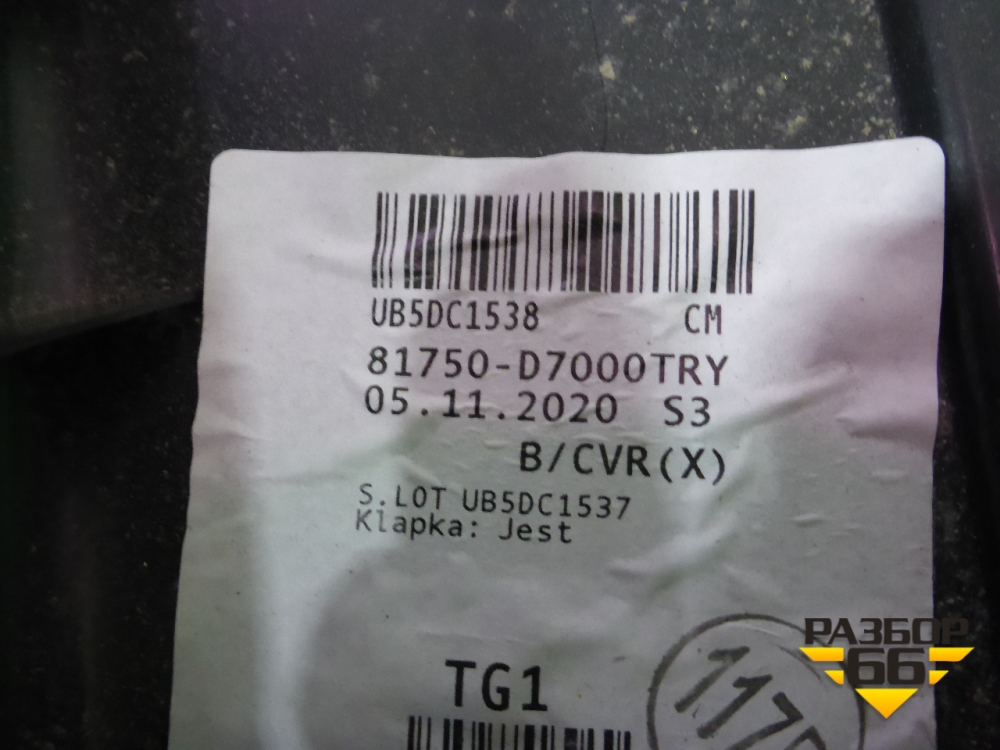 UB5DC1538 CM
81750-D7000TRY
05.11.2020 S3
B/CVR(X)
S.LOT UB5DC1537
Klapka: Jest
TG1
РАЗБОР
66